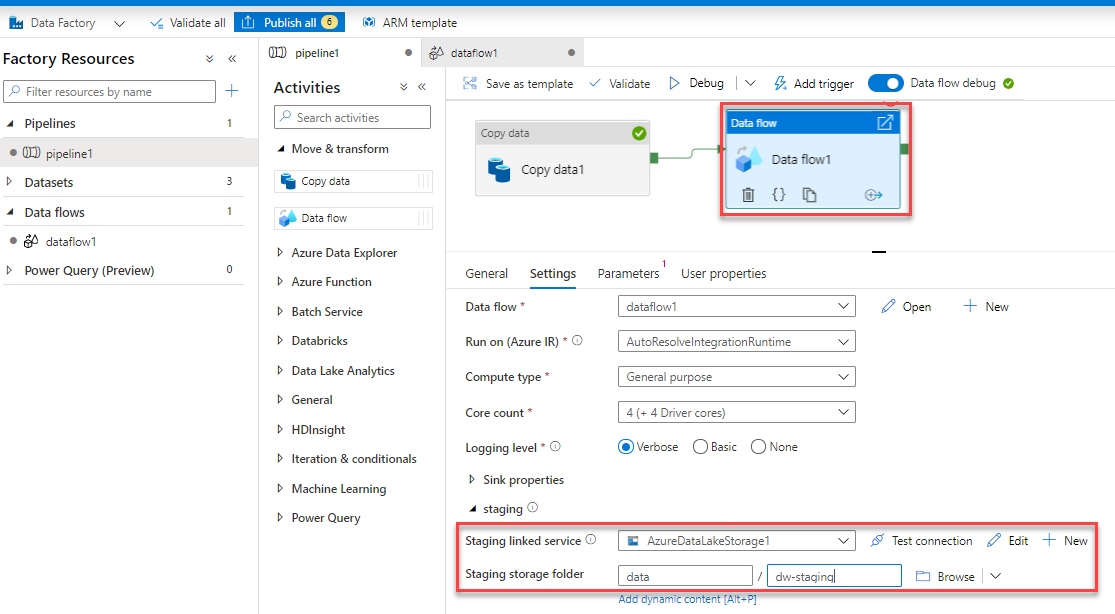 Data Factory
Validate all
Publish all 6
ARM template
Factory Resources
Filter resources by name
Pipelines 1
pipeline1
Datasets 3
Data flows 1
dataflow1
Power Query (Preview) 0
pipeline1
dataflow1
Activities
Search activities
Move & transform
Copy data
Data flow
Azure Data Explorer
Azure Function
Batch Service
Databricks
Data Lake Analytics
General
HDInsight
Iteration & conditionals
Machine Learning
Power Query
Save as template
Validate
Debug
Add trigger
Data flow debug
Copy data
Copy data1
Data flow
Data flow1
{}
General
Settings
Parameters 1
User properties
Data flow * dataflow1 Open New
Run on (Azure IR) * AutoResolveIntegrationRuntime
Compute type * General purpose
Core count * 4 (+ 4 Driver cores)
Logging level * Verbose Basic None
Sink properties
staging
Staging linked service AzureDataLakeStorage1 Test connection Edit New
Staging storage folder data / dw-staging Browse
Add dynamic content [Alt+P]